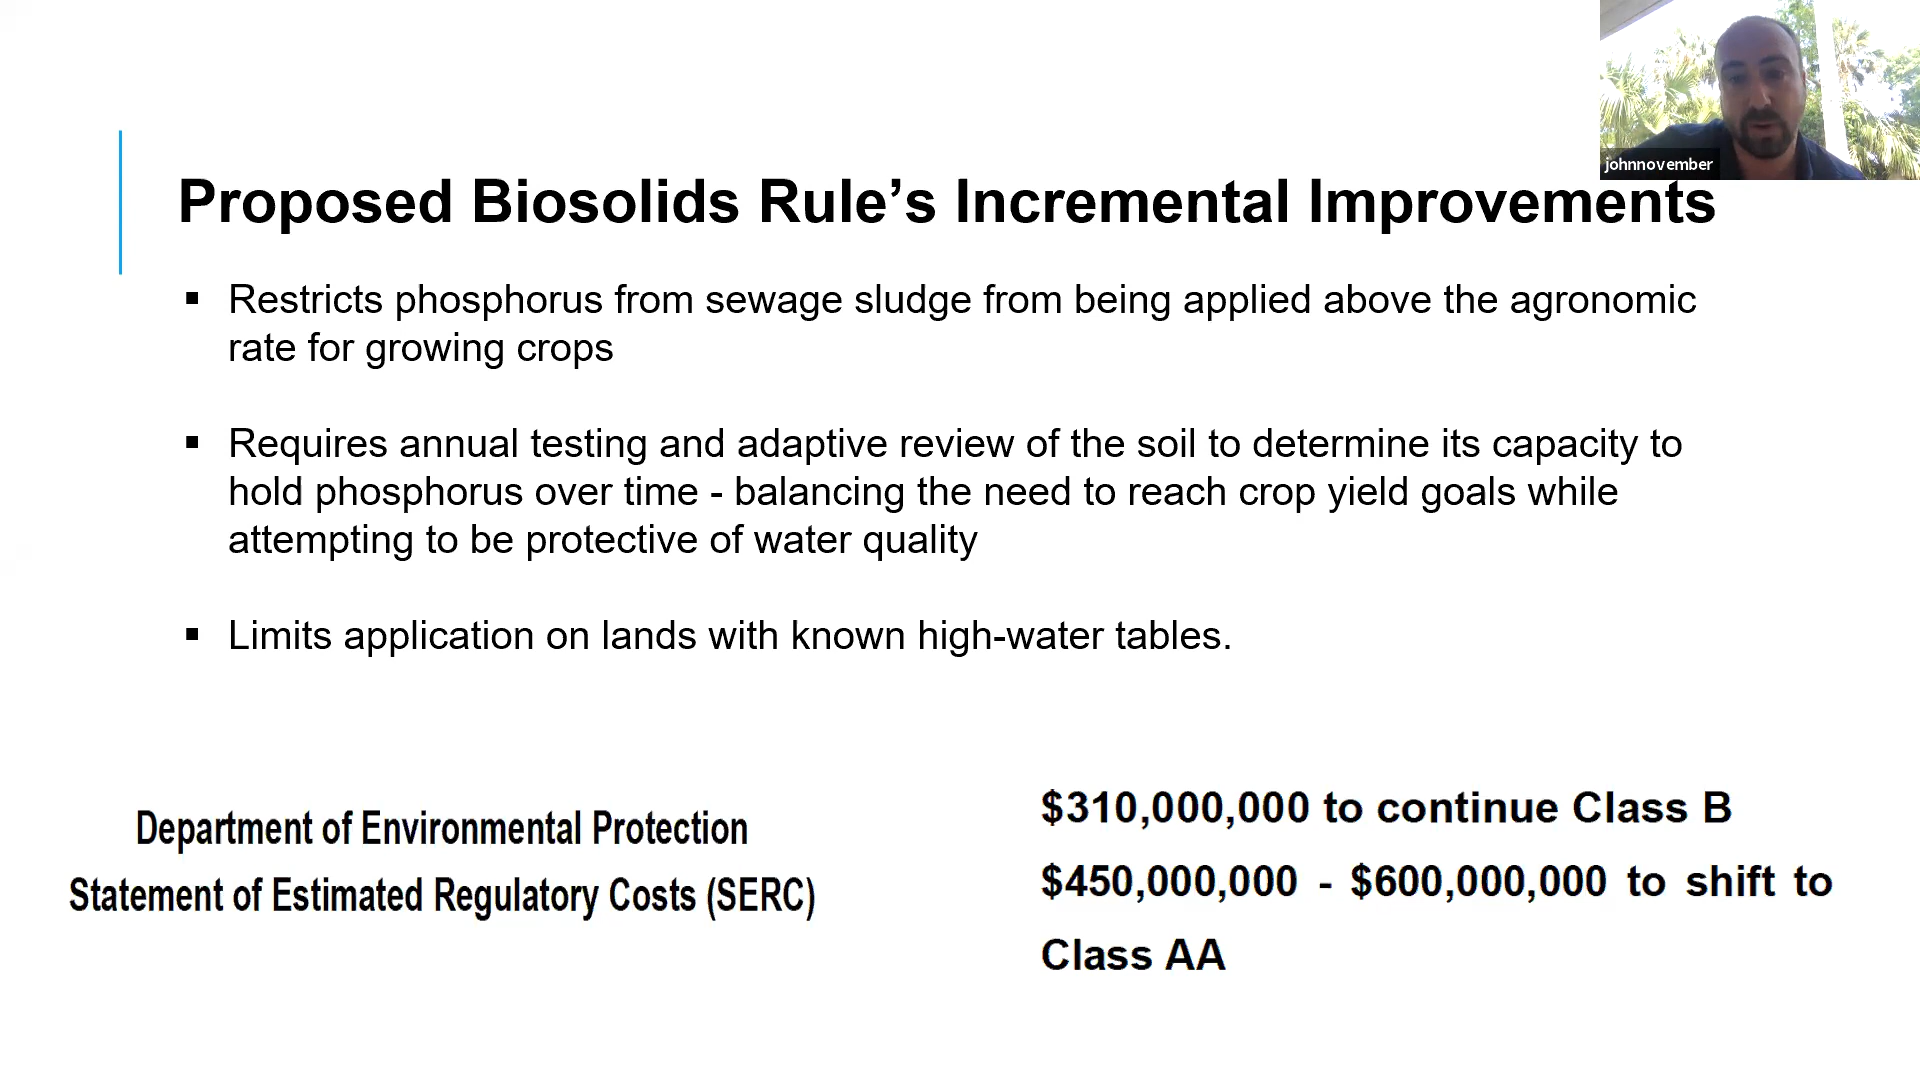 johnnovember
Proposed Biosolids Rule’s Incremental Improvements
▪ Restricts phosphorus from sewage sludge from being applied above the agronomic
rate for growing crops
▪ Requires annual testing and adaptive review of the soil to determine its capacity to
hold phosphorus over time - balancing the need to reach crop yield goals while
attempting to be protective of water quality
▪ Limits application on lands with known high-water tables.
Department of Environmental Protection
Statement of Estimated Regulatory Costs (SERC)
$310,000,000 to continue Class B
$450,000,000 - $600,000,000 to shift to
Class AA